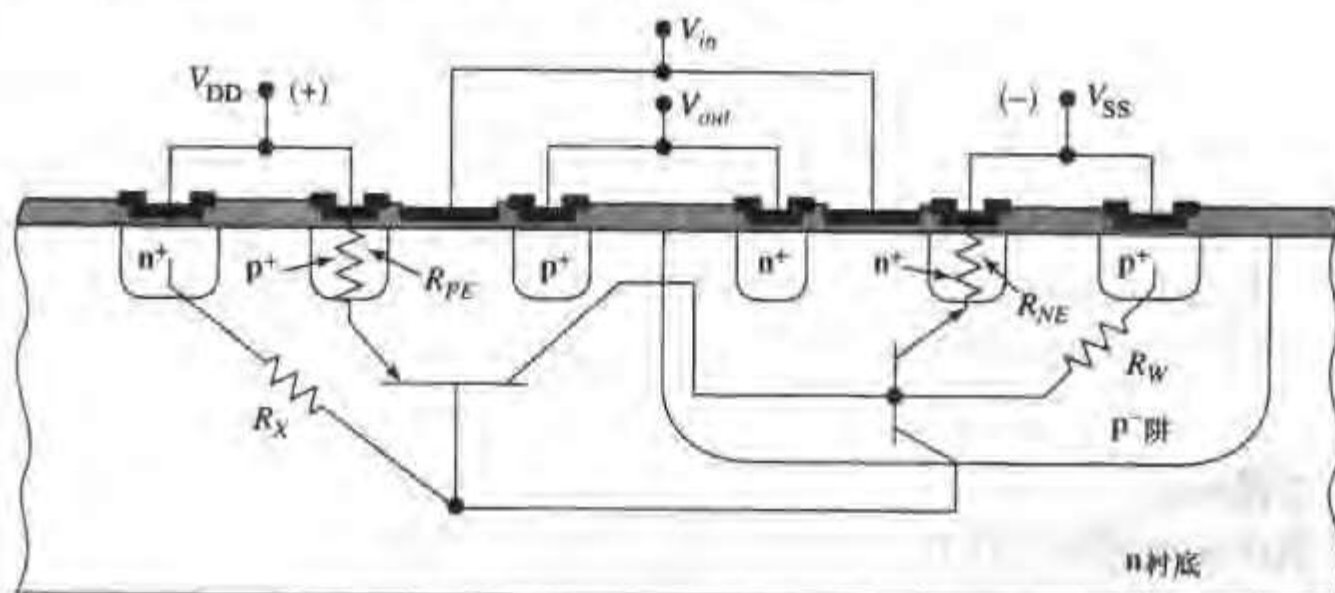 V_in
V_DD (+)
V_out
(−) V_SS
n⁺
p⁺
R_PE
p⁺
n⁺
n⁺
R_NE
p⁺
R_X
R_W
p⁻阱
n衬底